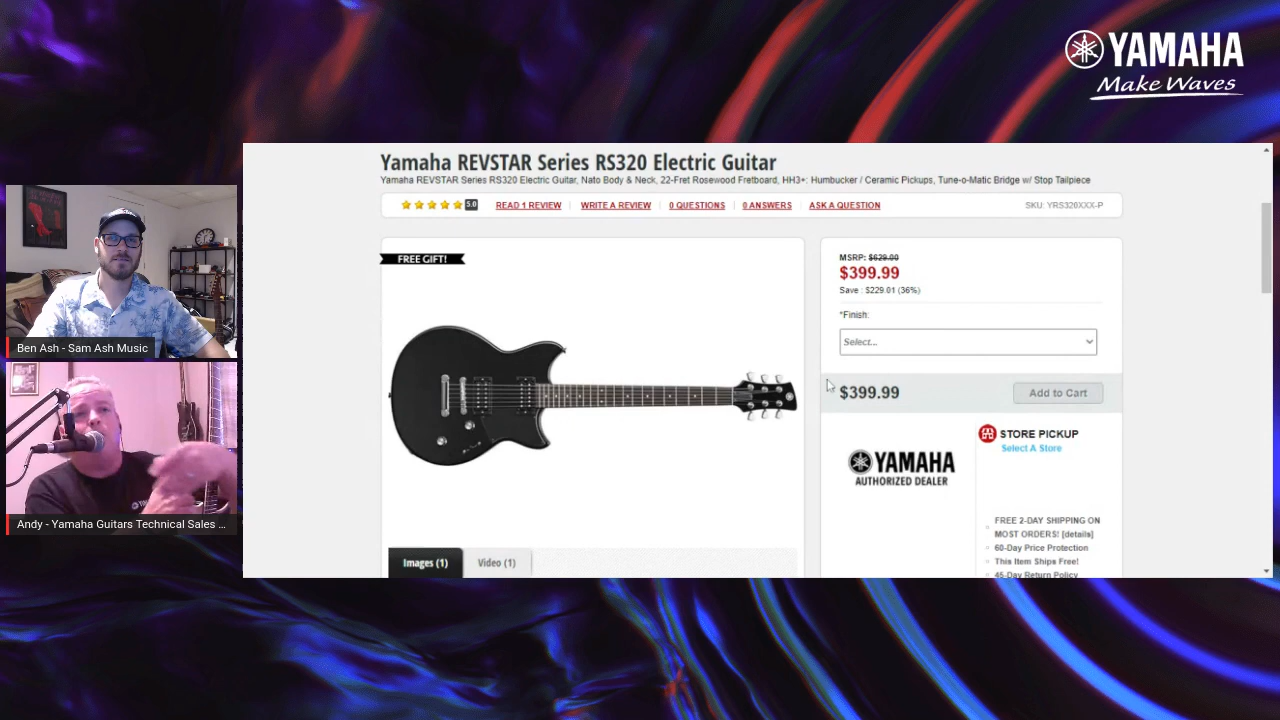 YAMAHA
Make Waves
Yamaha REVSTAR Series RS320 Electric Guitar
Yamaha REVSTAR Series RS320 Electric Guitar, Nato Body & Neck, 22-Fret Rosewood Fretboard, HH3+: Humbucker / Ceramic Pickups, Tune-o-Matic Bridge w/ Stop Tailpiece
5.0 READ 1 REVIEW WRITE A REVIEW 0 QUESTIONS 0 ANSWERS ASK A QUESTION SKU: YRS320XXX-P
FREE GIFT!
Images (1) Video (1)
MSRP: $629.00
$399.99
Save : $229.01 (36%)
*Finish:
Select...
$399.99 Add to Cart
YAMAHA
AUTHORIZED DEALER
STORE PICKUP
Select A Store
FREE 2-DAY SHIPPING ON
MOST ORDERS! [details]
60-Day Price Protection
This Item Ships Free!
45-Day Return Policy
Ben Ash - Sam Ash Music
Andy - Yamaha Guitars Technical Sales ...